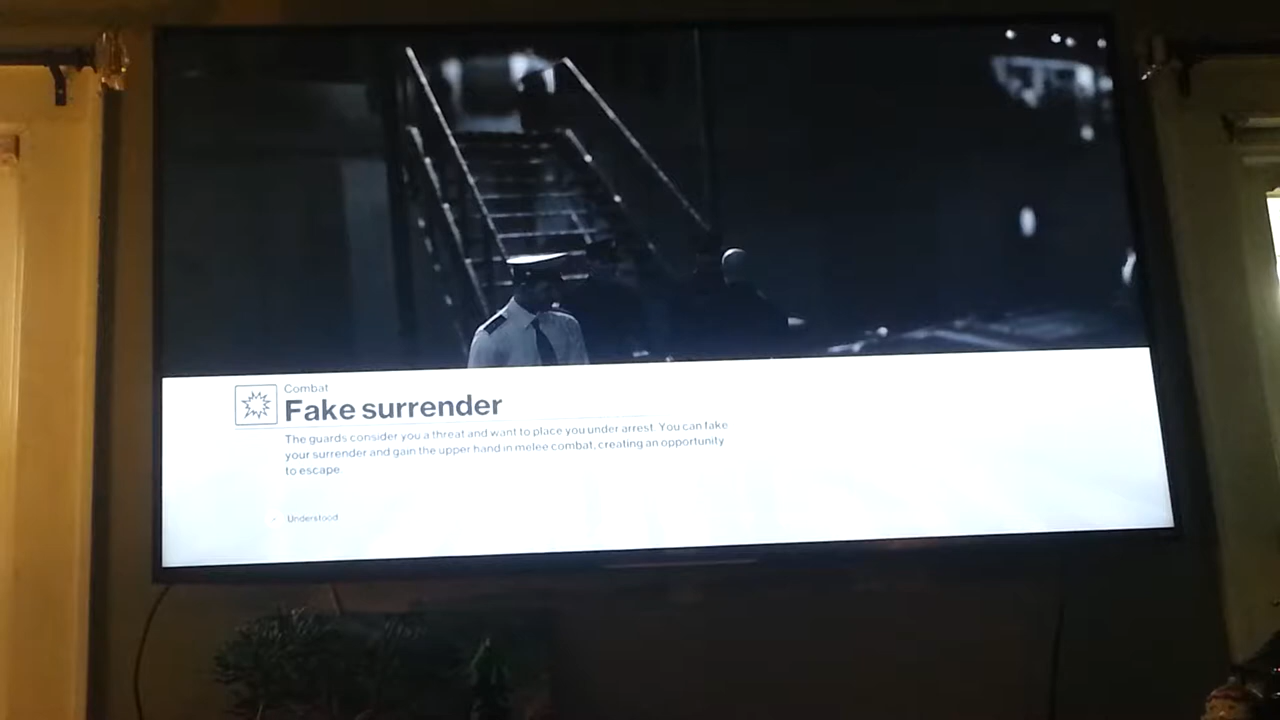 Combat
Fake surrender
The guards consider you a threat and want to place you under arrest. You can fake
your surrender and gain the upper hand in melee combat, creating an opportunity
to escape.
Understood